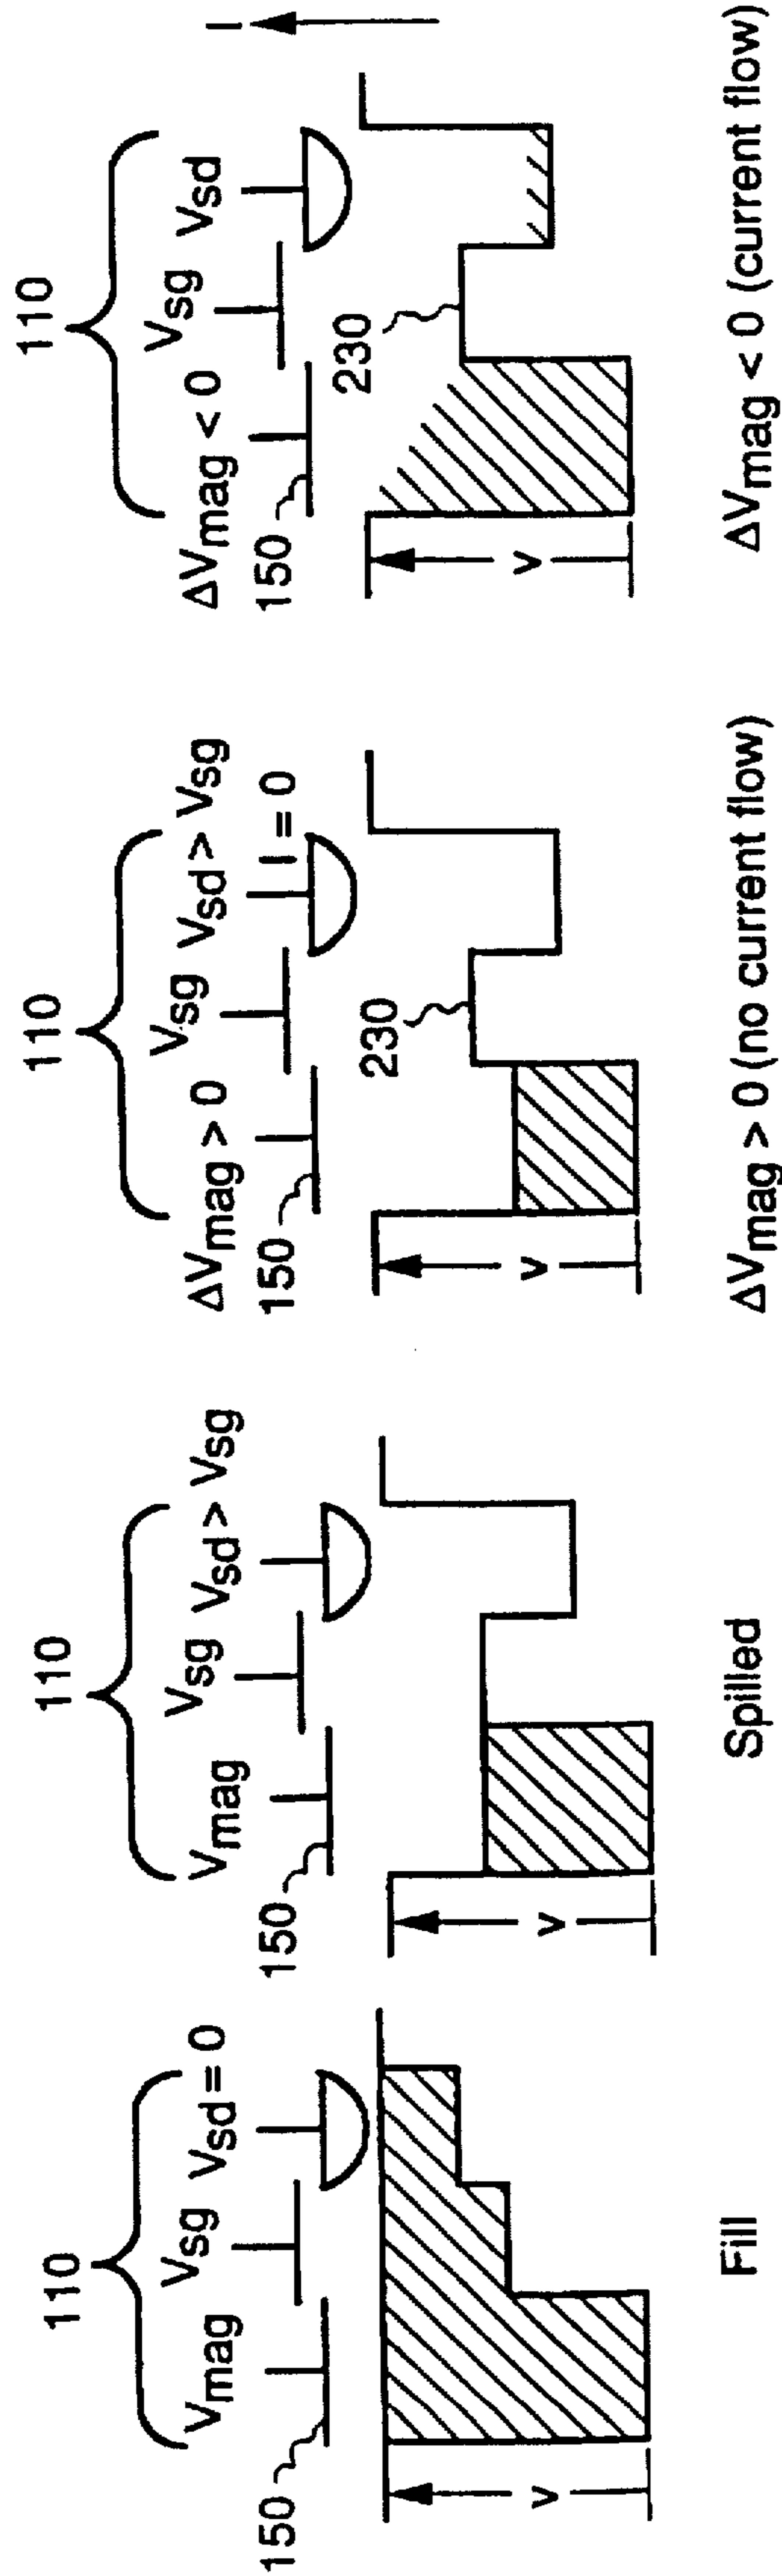 110
Vmag Vsg Vsd = 0
150
V
Fill
110
Vmag Vsg Vsd > Vsg
150
V
Spilled
110
ΔVmag > 0 Vsg Vsd > Vsg
150
I = 0
230
V
ΔVmag > 0 (no current flow)
110
ΔVmag < 0 Vsg Vsd
150
I
230
V
ΔVmag < 0 (current flow)